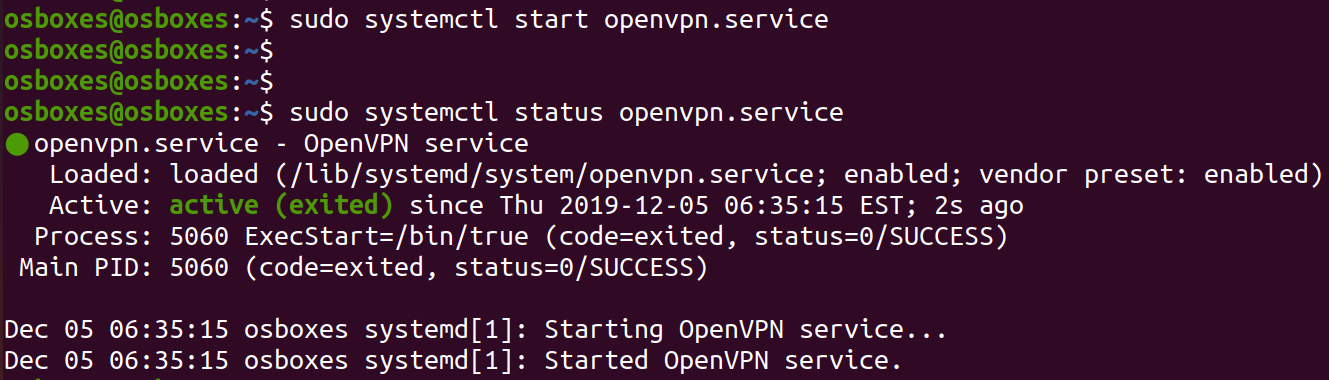 osboxes@osboxes:~$ sudo systemctl start openvpn.service
osboxes@osboxes:~$
osboxes@osboxes:~$
osboxes@osboxes:~$ sudo systemctl status openvpn.service
● openvpn.service - OpenVPN service
   Loaded: loaded (/lib/systemd/system/openvpn.service; enabled; vendor preset: enabled)
   Active: active (exited) since Thu 2019-12-05 06:35:15 EST; 2s ago
  Process: 5060 ExecStart=/bin/true (code=exited, status=0/SUCCESS)
 Main PID: 5060 (code=exited, status=0/SUCCESS)

Dec 05 06:35:15 osboxes systemd[1]: Starting OpenVPN service...
Dec 05 06:35:15 osboxes systemd[1]: Started OpenVPN service.